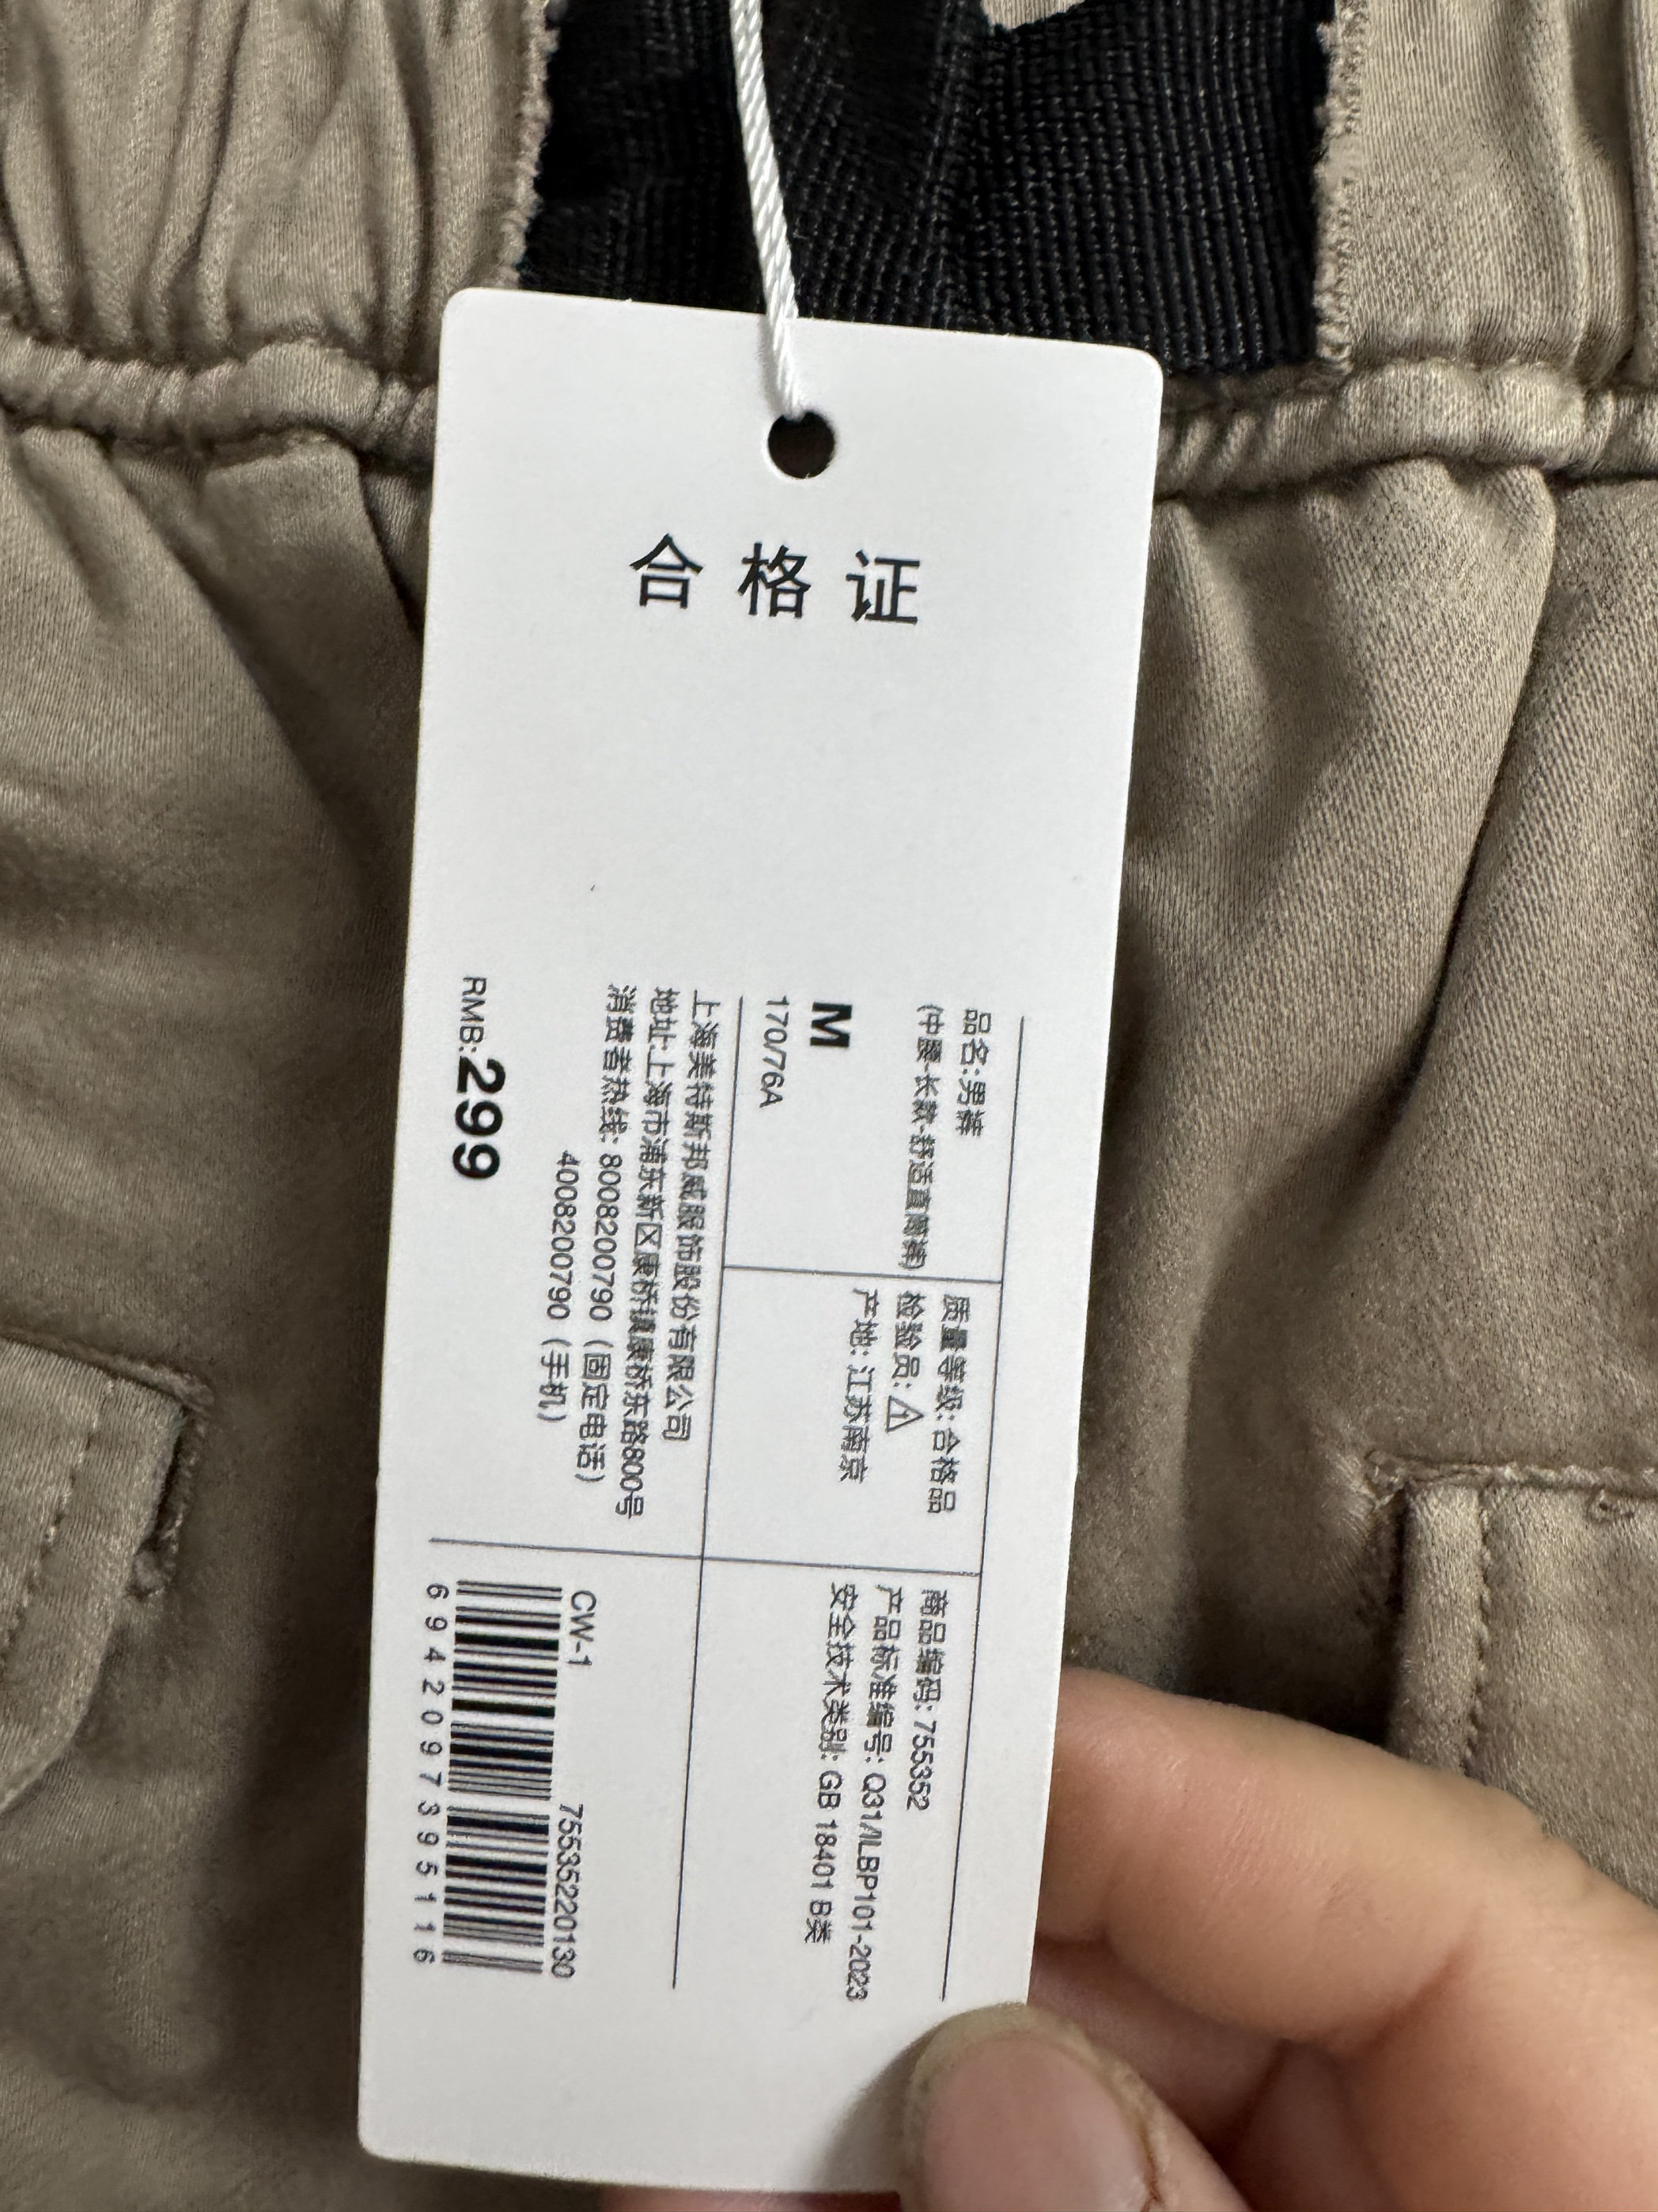 合格证
品名:男裤
(中腰-长款-舒适直筒裤)
M
170/76A
质量等级: 合格品
检验员: 1
产地: 江苏南京
商品编码: 755352
产品标准编号: Q31/ILBP101-2023
安全技术类别: GB 18401 B类
上海美特斯邦威服饰股份有限公司
地址:上海市浦东新区康桥镇康桥东路800号
消费者热线: 8008200790 (固定电话)
4008200790 (手机)
RMB:299
CW-1
75535220130
6942097395116